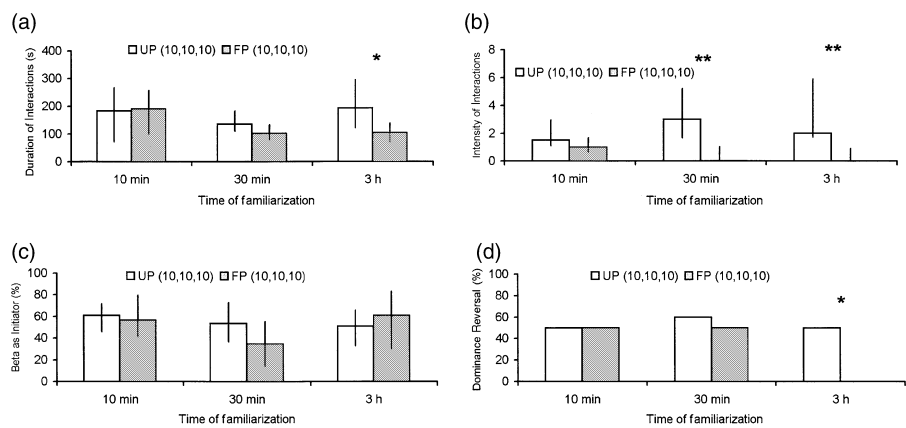 (a)
UP (10,10,10) FP (10,10,10)
Duration of Interactions (s)
400
300
200
100
0
*
10 min 30 min 3 h
Time of familiarization
(b)
UP (10,10,10) FP (10,10,10)
Intensity of Interactions
8
6
4
2
0
** **
10 min 30 min 3 h
Time of familiarization
(c)
UP (10,10,10) FP (10,10,10)
Beta as Initiator (%)
100
80
60
40
20
0
10 min 30 min 3 h
Time of familiarization
(d)
UP (10,10,10) FP (10,10,10)
Dominance Reversal (%)
100
80
60
40
20
0
*
10 min 30 min 3 h
Time of familiarization